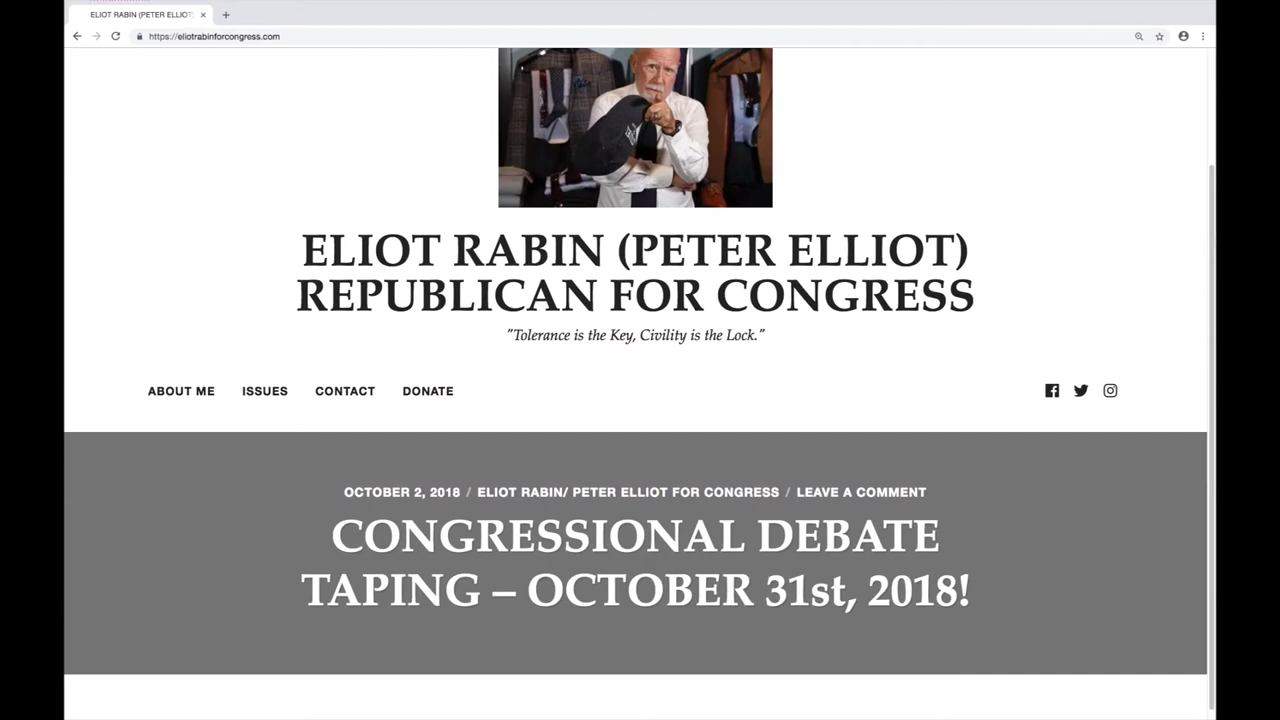 ELIOT RABIN (PETER ELLIOT)
https://eliotrabinforcongress.com
ELIOT RABIN (PETER ELLIOT)
REPUBLICAN FOR CONGRESS
"Tolerance is the Key, Civility is the Lock."
ABOUT ME ISSUES CONTACT DONATE
OCTOBER 2, 2018 / ELIOT RABIN/ PETER ELLIOT FOR CONGRESS / LEAVE A COMMENT
CONGRESSIONAL DEBATE
TAPING – OCTOBER 31st, 2018!